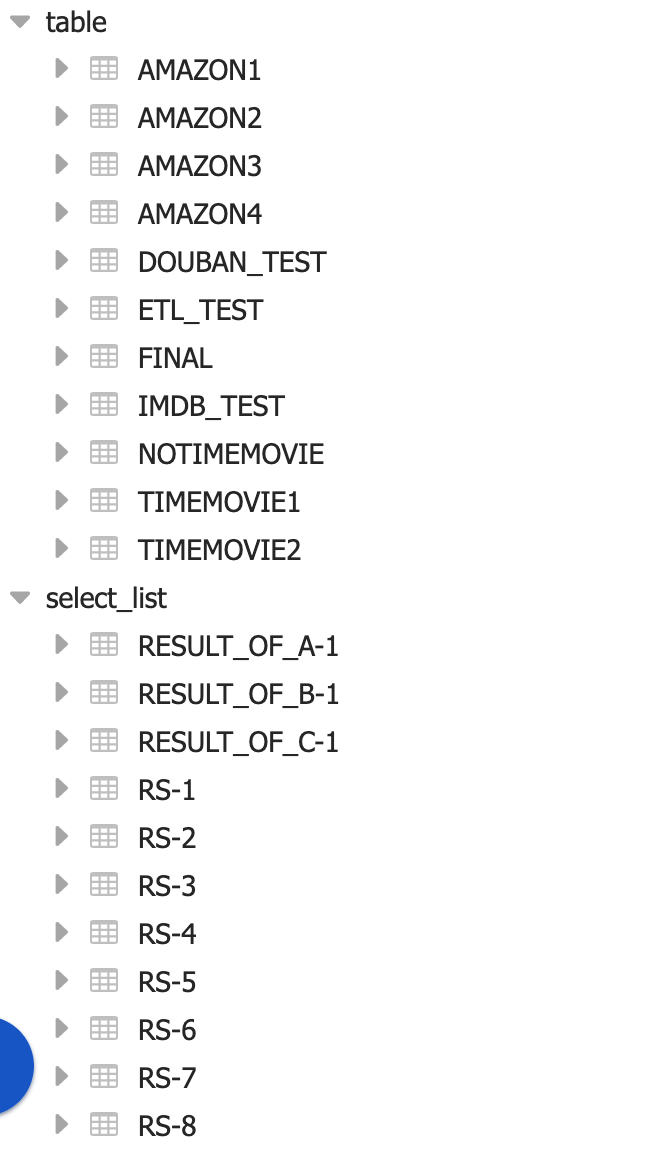 table
AMAZON1
AMAZON2
AMAZON3
AMAZON4
DOUBAN_TEST
ETL_TEST
FINAL
IMDB_TEST
NOTIMEMOVIE
TIMEMOVIE1
TIMEMOVIE2
select_list
RESULT_OF_A-1
RESULT_OF_B-1
RESULT_OF_C-1
RS-1
RS-2
RS-3
RS-4
RS-5
RS-6
RS-7
RS-8